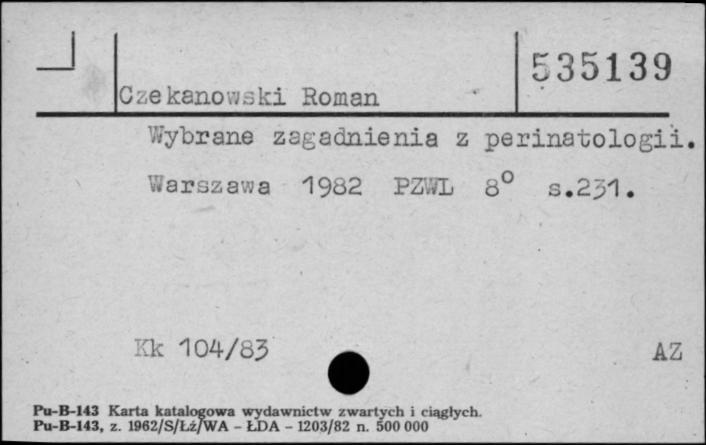 535139
Czekanowski Roman
Wybrane zagadnienia z perinatologii.
Warszawa 1982 PZWL 8° s.231.
Kk 104/83 AZ
Pu-B-143 Karta katalogowa wydawnictw zwartych i ciągłych.
Pu-B-143, z. 1962/S/Łź/WA - ŁDA - 1203/82 n. 500 000